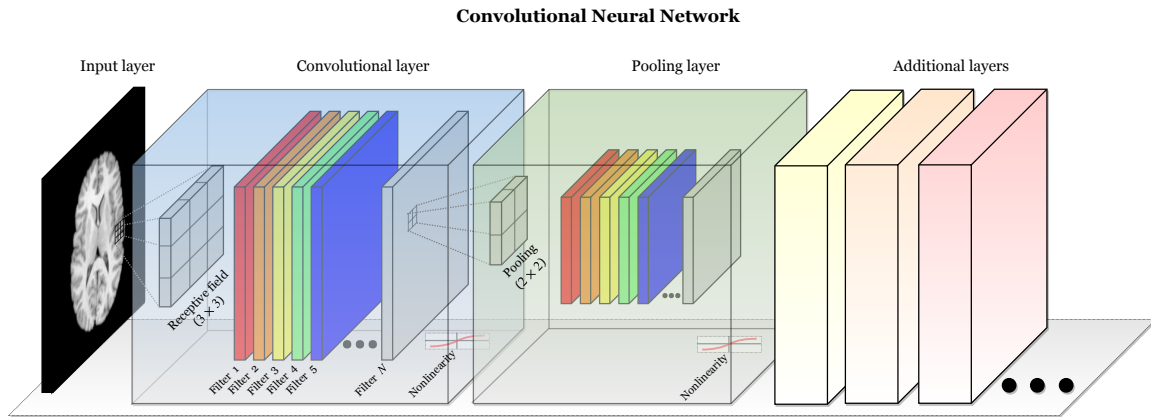 Convolutional Neural Network
Input layer
Convolutional layer
Pooling layer
Additional layers
Receptive field
(3 × 3)
Filter 1
Filter 2
Filter 3
Filter 4
Filter 5
Filter N
Nonlinearity
Pooling
(2 × 2)
Nonlinearity